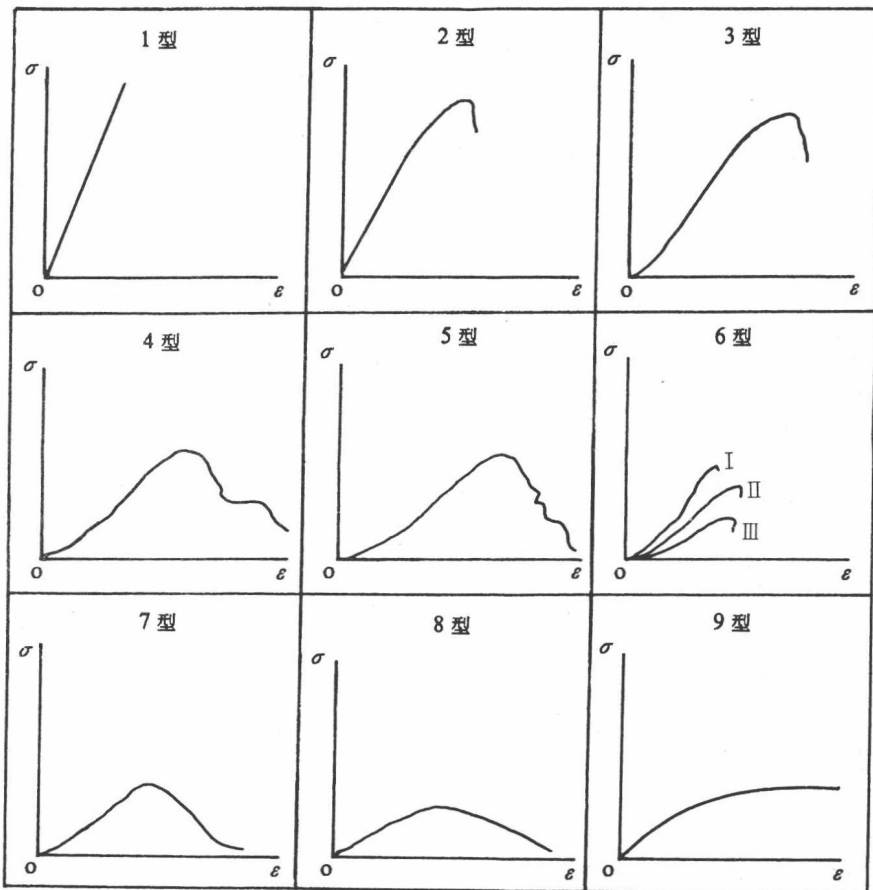 1 型
2 型
3 型
σ
σ
σ
o
ε
o
ε
o
ε
4 型
5 型
6 型
σ
σ
σ
I
II
III
o
ε
o
ε
o
ε
7 型
8 型
9 型
σ
σ
σ
o
ε
o
ε
o
ε